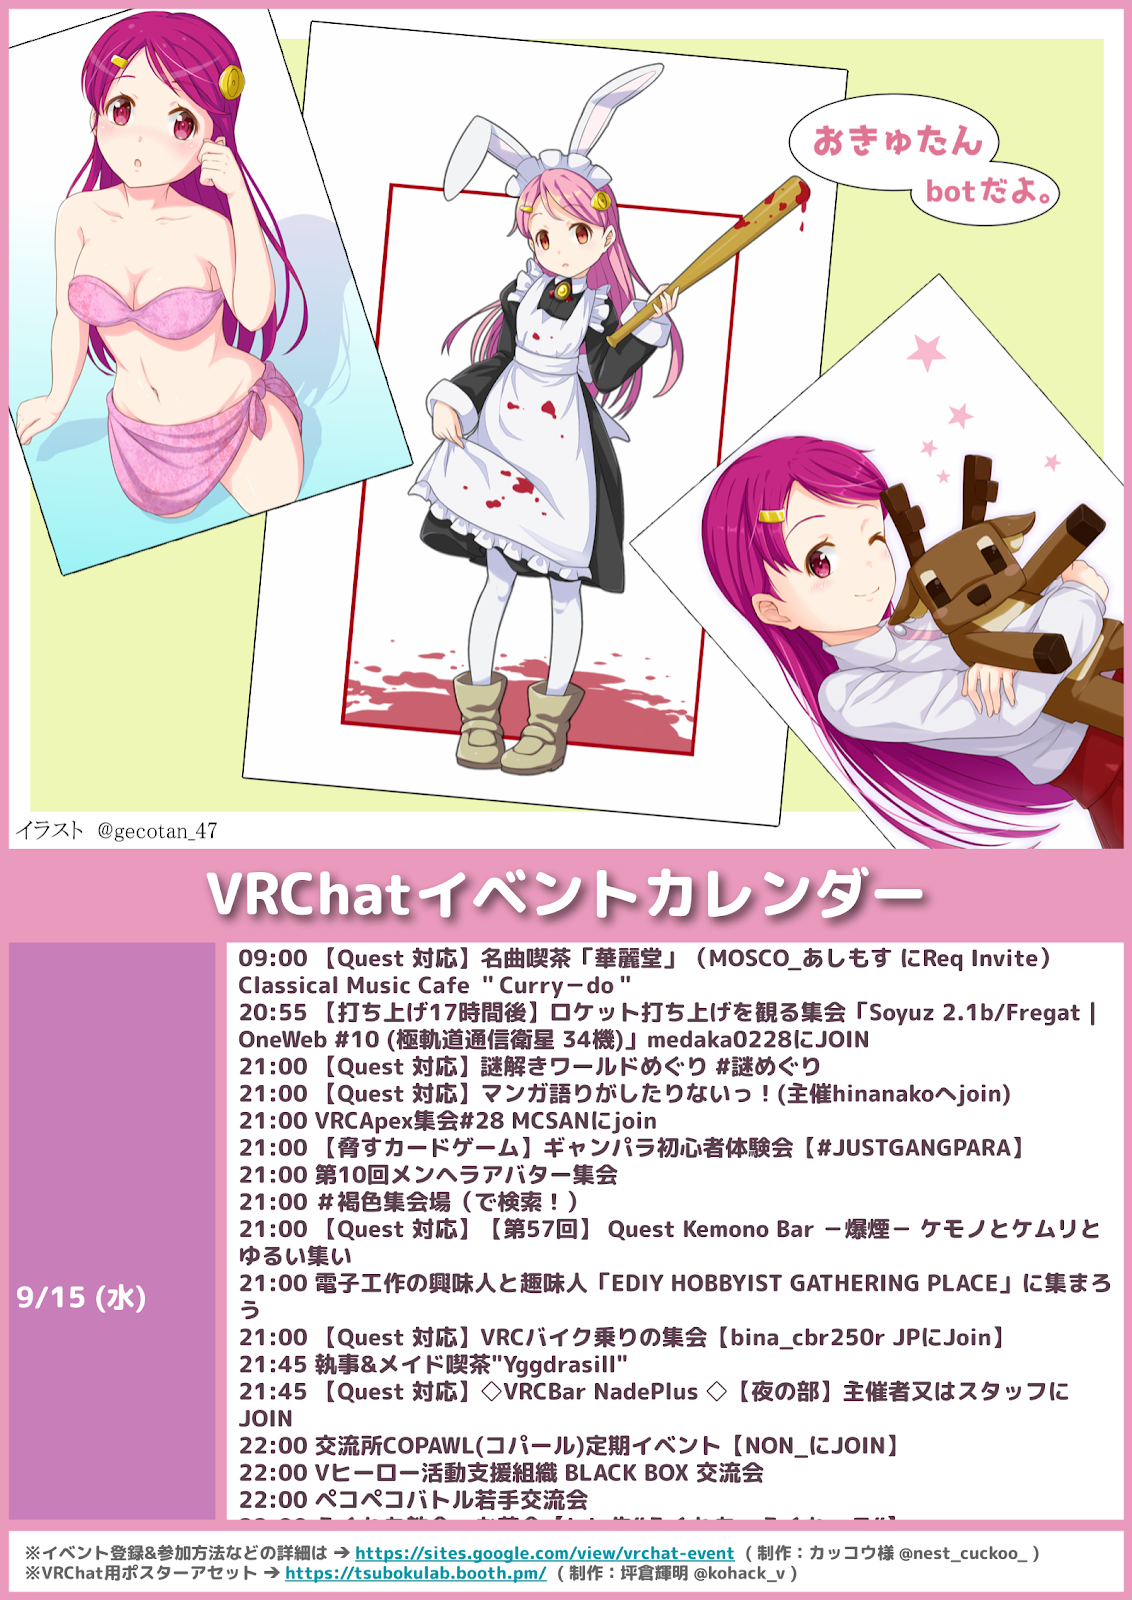 おきゅたん
botだよ。
イラスト @gecotan_47
VRChatイベントカレンダー
9/15 (水)
09:00 【Quest 対応】名曲喫茶「華麗堂」（MOSCO_あしもす にReq Invite）
Classical Music Cafe ＂Curryーdo＂
20:55 【打ち上げ17時間後】ロケット打ち上げを観る集会「Soyuz 2.1b/Fregat |
OneWeb #10 (極軌道通信衛星 34機)」medaka0228にJOIN
21:00 【Quest 対応】謎解きワールドめぐり #謎めぐり
21:00 【Quest 対応】マンガ語りがしたりないっ！(主催hinanakoへjoin)
21:00 VRCApex集会#28 MCSANにjoin
21:00 【脅すカードゲーム】ギャンパラ初心者体験会【#JUSTGANGPARA】
21:00 第10回メンヘラアバター集会
21:00 ＃褐色集会場（で検索！）
21:00 【Quest 対応】【第57回】 Quest Kemono Bar －爆煙－ ケモノとケムリと
ゆるい集い
21:00 電子工作の興味人と趣味人「EDIY HOBBYIST GATHERING PLACE」に集まろ
う
21:00 【Quest 対応】VRCバイク乗りの集会【bina_cbr250r JPにJoin】
21:45 執事&メイド喫茶"Yggdrasill"
21:45 【Quest 対応】◇VRCBar NadePlus ◇【夜の部】主催者又はスタッフに
JOIN
22:00 交流所COPAWL(コパール)定期イベント【NON_にJOIN】
22:00 Vヒーロー活動支援組織 BLACK BOX 交流会
22:00 ペコペコバトル若手交流会
※イベント登録&参加方法などの詳細は ➔ https://sites.google.com/view/vrchat-event （ 制作：カッコウ様 @nest_cuckoo_ ）
※VRChat用ポスターアセット ➔ https://tsubokulab.booth.pm/ （ 制作：坪倉輝明 @kohack_v ）